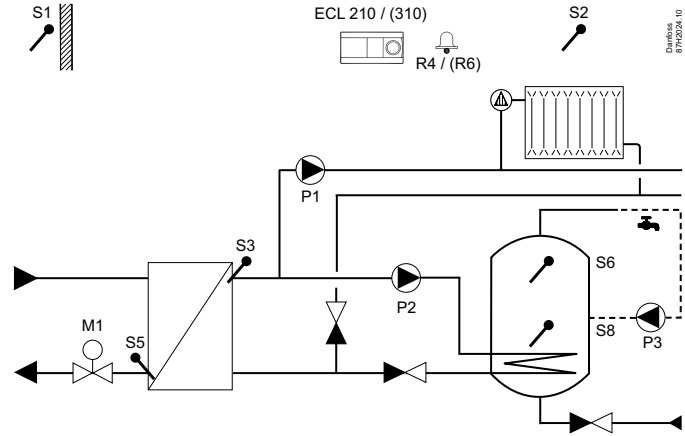 S1
ECL 210 / (310)
S2
Danfoss
87H2024.10
R4 / (R6)
P1
S3
S6
P2
M1
S5
S8
P3